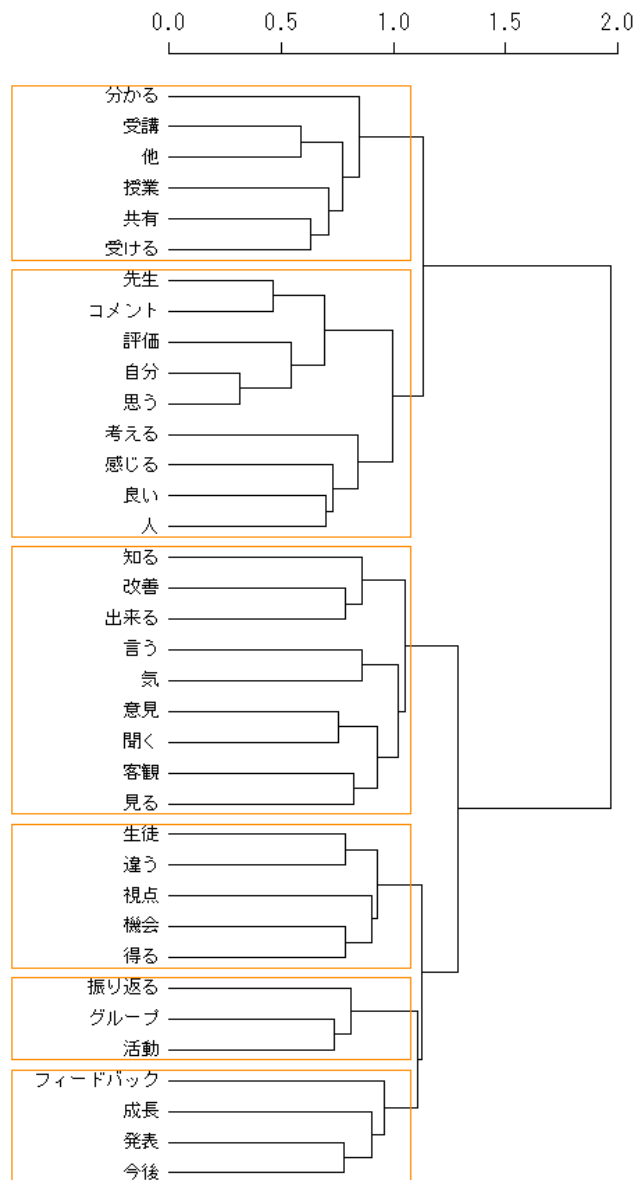 0.0 0.5 1.0 1.5 2.0
分かる
受講
他
授業
共有
受ける
先生
コメント
評価
自分
思う
考える
感じる
良い
人
知る
改善
出来る
言う
気
意見
聞く
客観
見る
生徒
違う
視点
機会
得る
振り返る
グループ
活動
フィードバック
成長
発表
今後